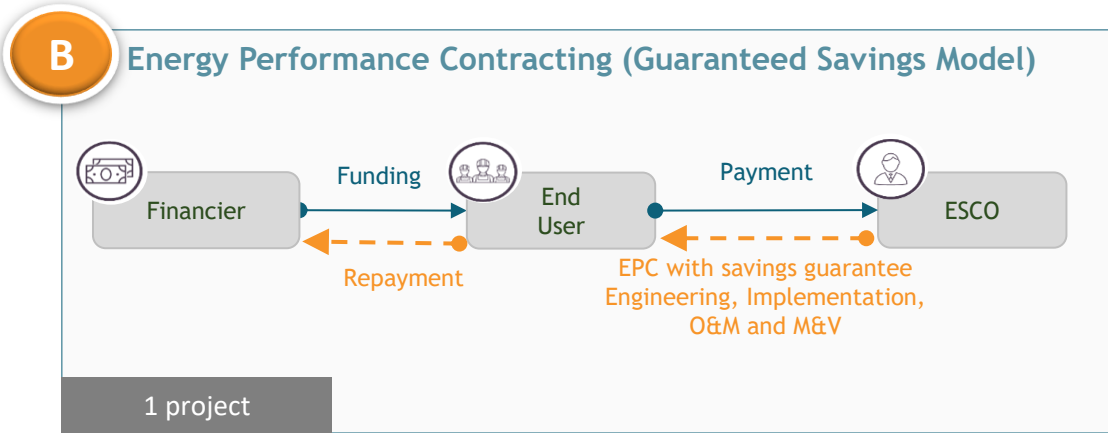 B
Energy Performance Contracting (Guaranteed Savings Model)
Funding
Payment
Financier
End
User
ESCO
Repayment
EPC with savings guarantee
Engineering, Implementation,
O&M and M&V
1 project